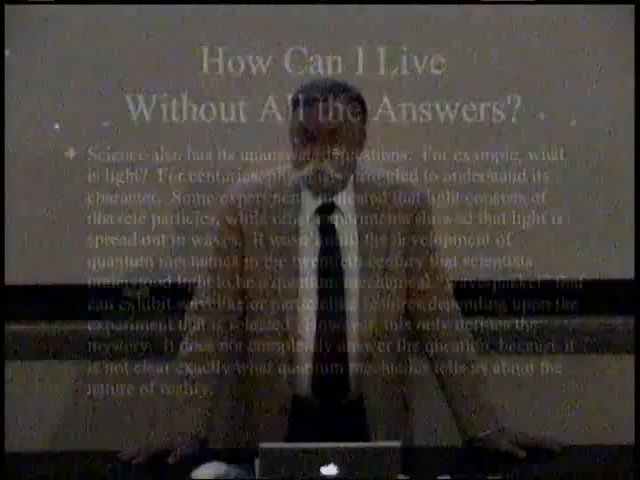 How Can I Live
Without All the Answers?
Science also has its unanswered questions. For example, what
is light? For centuries, physicists tried to understand its
character. Some experiments indicated that light consists of
discrete particles, while other experiments showed that light is
spread out in waves. It wasn't until the development of
quantum mechanics in the twentieth century that scientists
understood light to be a quantum mechanical "wave packet" that
can exhibit wavelike or particle-like features, depending upon the
experiment that is selected. However, this only deepens the
mystery. It does not completely answer the question, because it
is not clear exactly what quantum mechanics tells us about the
nature of reality.